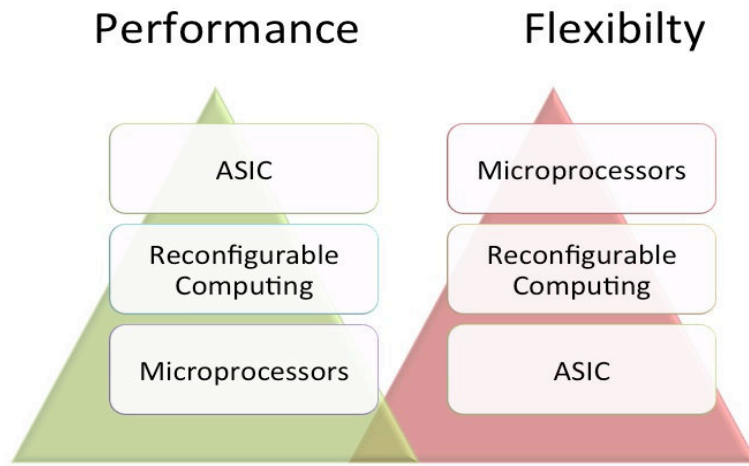 Performance
ASIC
Reconfigurable
Computing
Microprocessors
Flexibilty
Microprocessors
Reconfigurable
Computing
ASIC